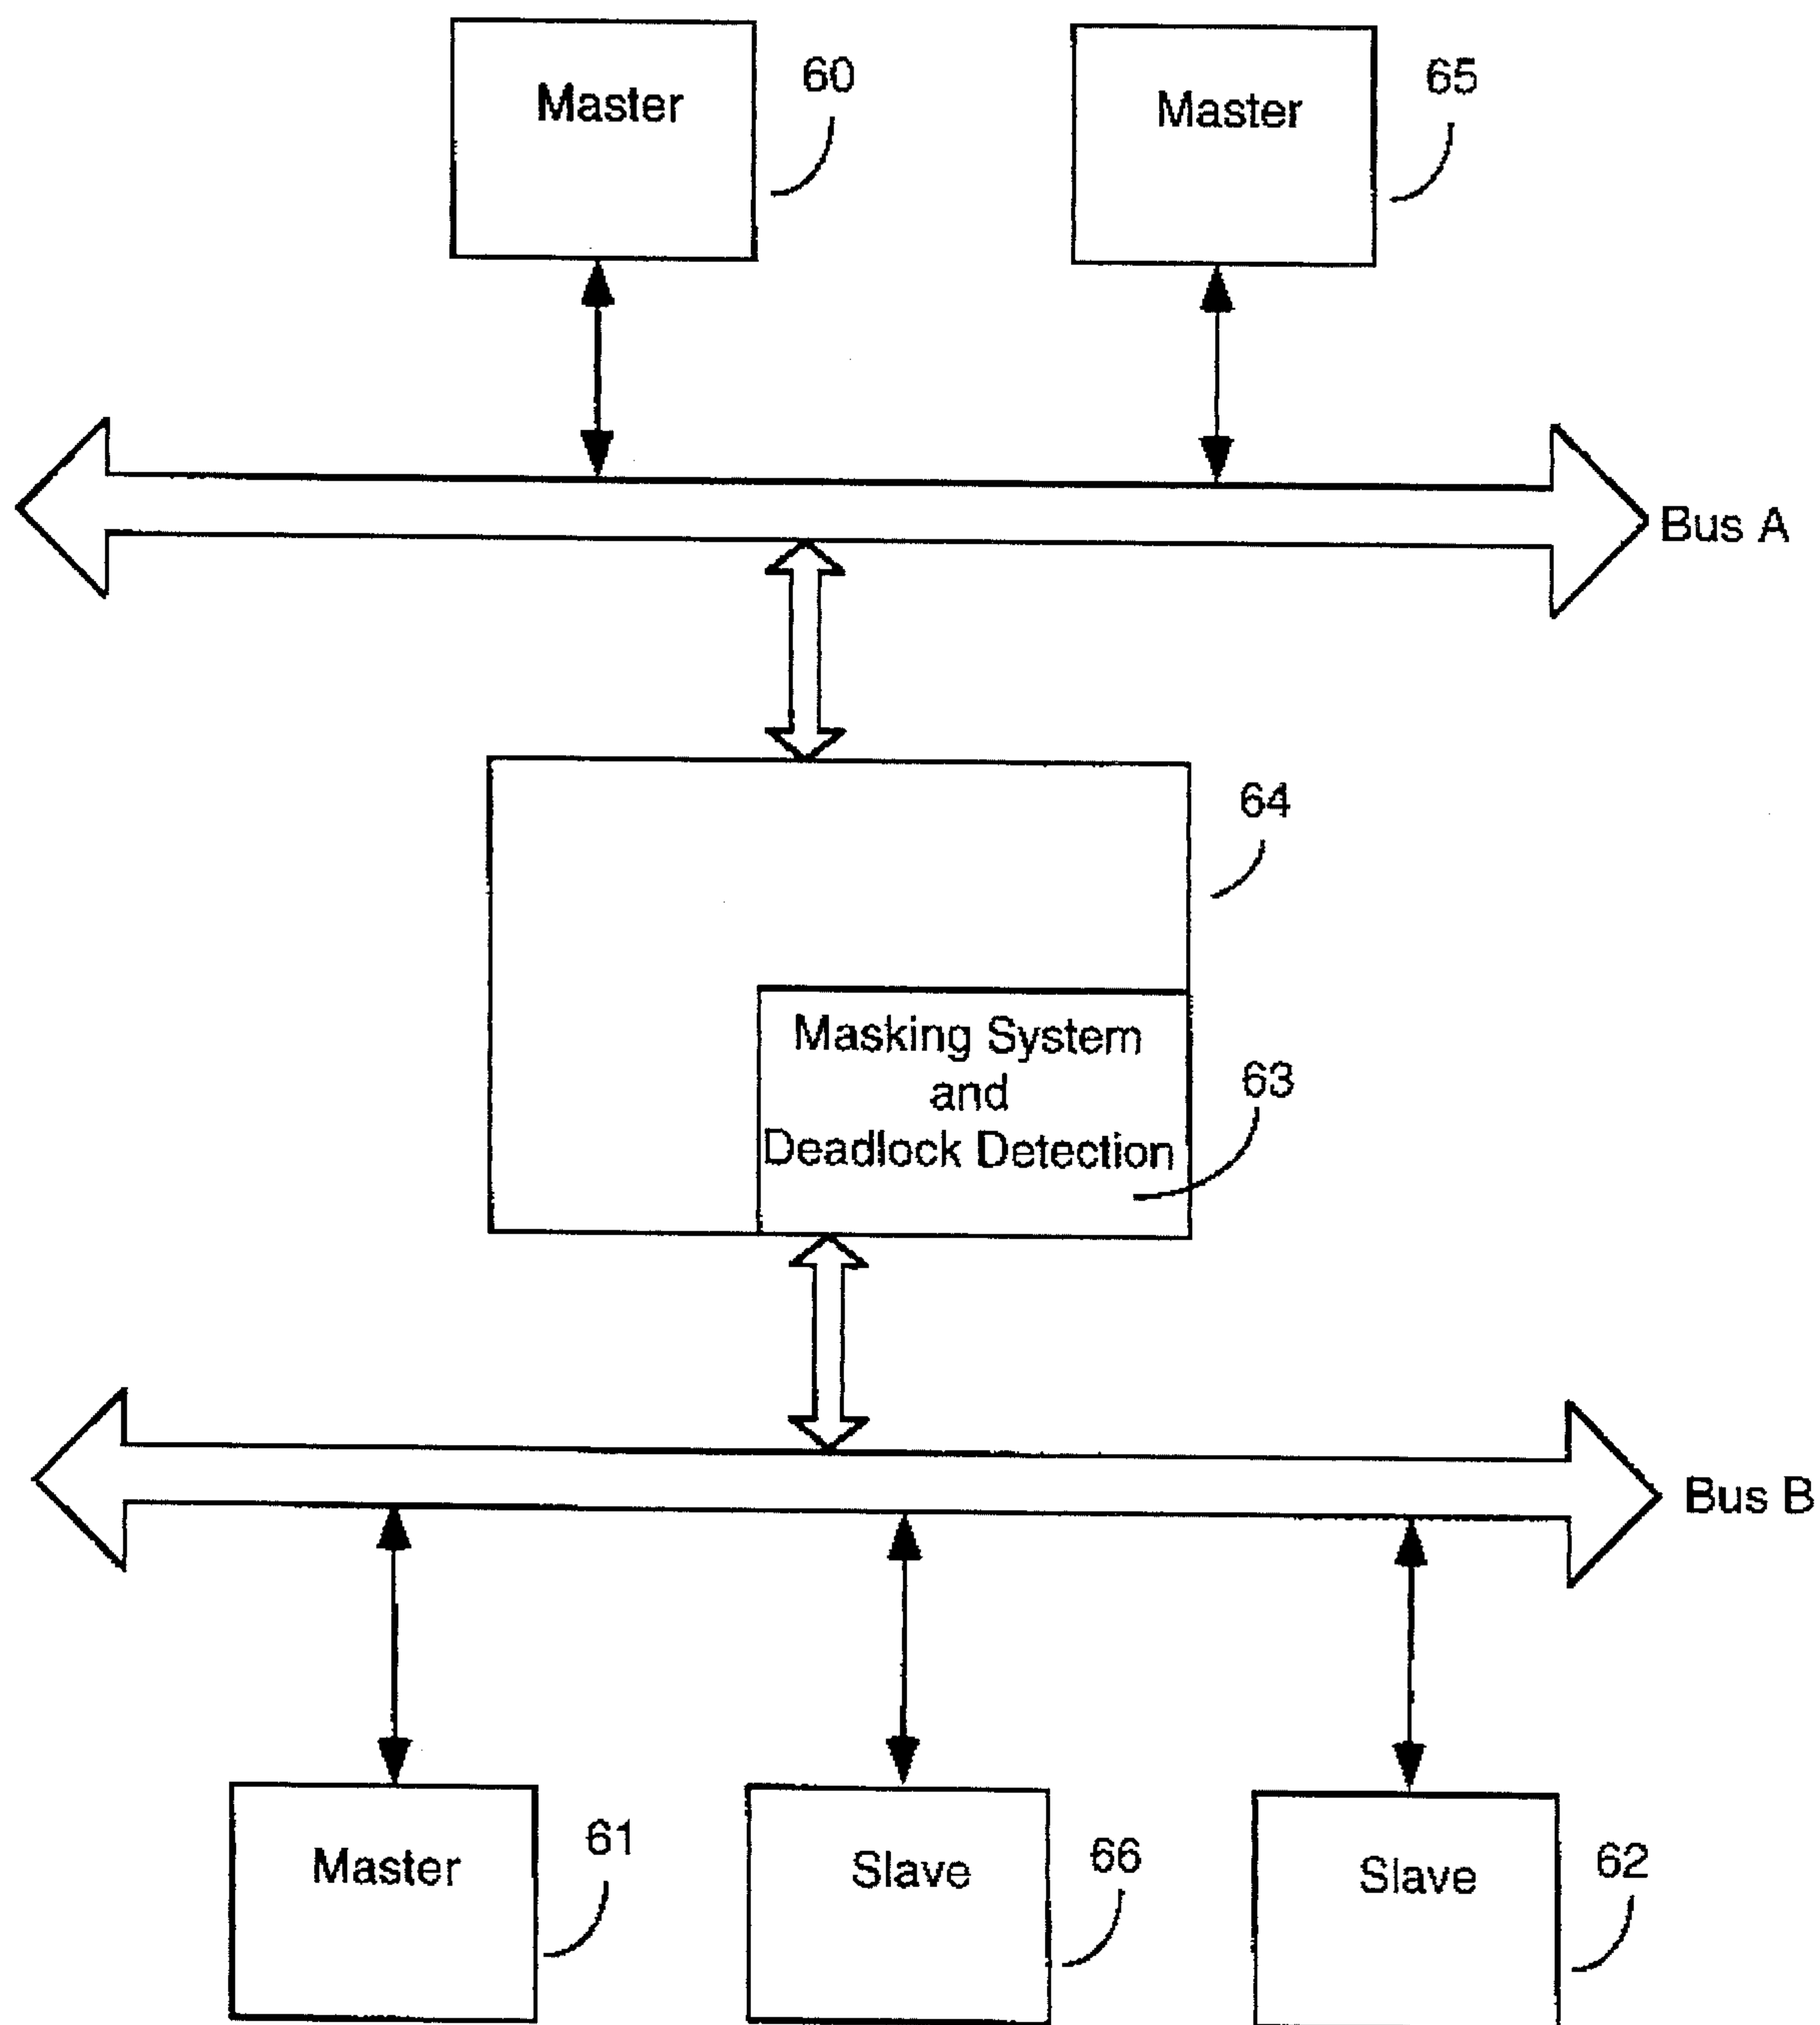 Master
60
Master
65
Bus A
64
Masking System
and
Deadlock Detection
63
Bus B
Master
61
Slave
66
Slave
62